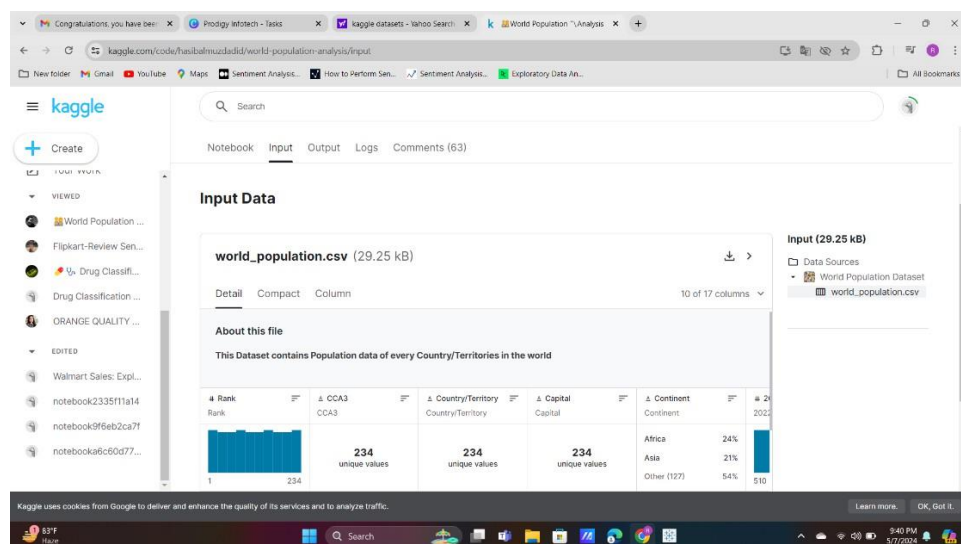 Congratulations, you have bee
Prodigy Infotech - Tasks
kaggle datasets - Yahoo Search
World Population "\Analysis
kaggle.com/code/hasibalmuzdadid/world-population-analysis/input
New folder
Gmail
YouTube
Maps
Sentiment Analysis...
How to Perform Sen...
Sentiment Analysis...
Exploratory Data An...
All Bookmarks
kaggle
Search
Create
Notebook Input Output Logs Comments (63)
Your Work
VIEWED
World Population ...
Flipkart-Review Sen...
Drug Classifi...
Drug Classification ...
ORANGE QUALITY ...
EDITED
Walmart Sales: Expl...
notebook2335f11a14
notebook9f6eb2ca7f
notebooka6c60d77...
Input Data
world_population.csv (29.25 kB)
Detail Compact Column
10 of 17 columns
About this file
This Dataset contains Population data of every Country/Territories in the world
# Rank
Rank
1 234
CCA3
CCA3
234
unique values
Country/Territory
Country/Territory
234
unique values
Capital
Capital
234
unique values
Continent
Continent
Africa 24%
Asia 21%
Other (127) 54%
# 20
2022
510
Input (29.25 kB)
Data Sources
World Population Dataset
world_population.csv
Kaggle uses cookies from Google to deliver and enhance the quality of its services and to analyze traffic.
Learn more.
OK, Got it.
83°F
Haze
Search
9:40 PM
5/7/2024